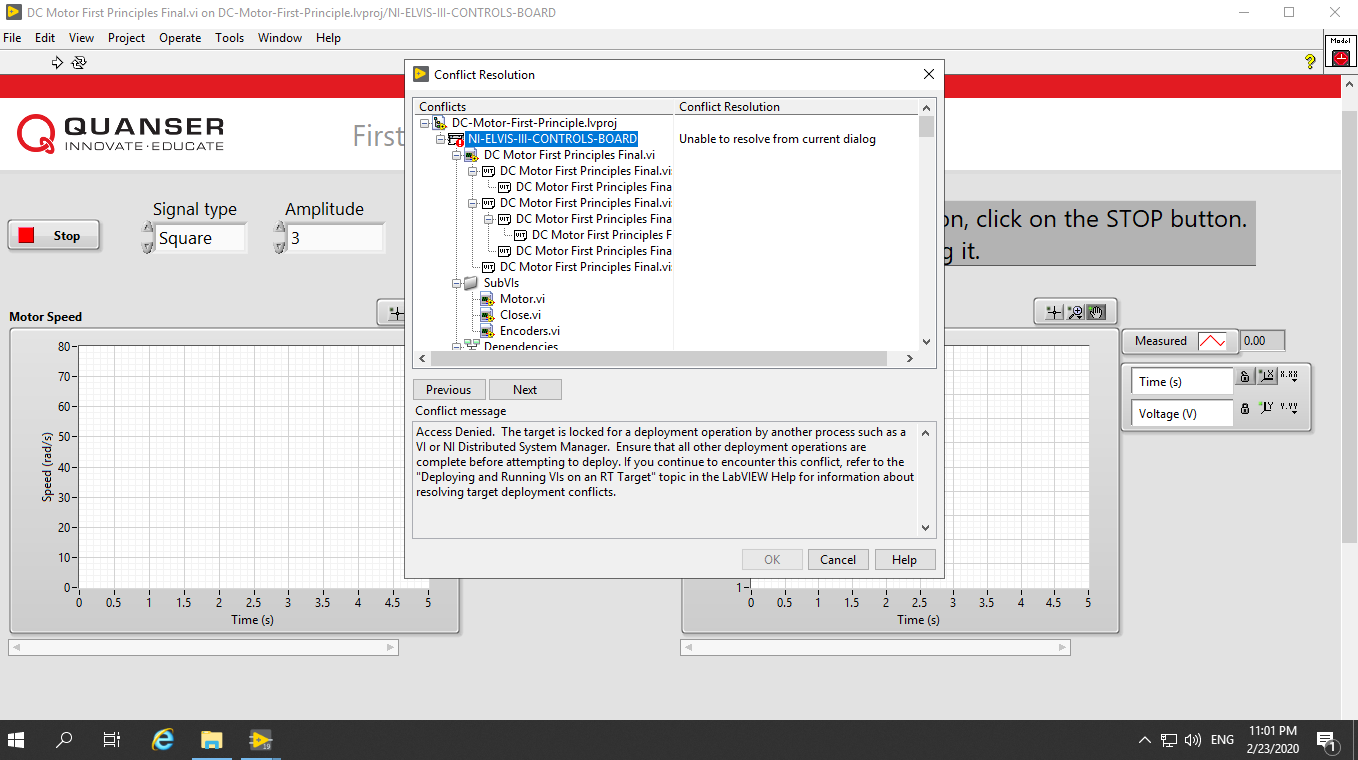 DC Motor First Principles Final.vi on DC-Motor-First-Principle.lvproj/NI-ELVIS-III-CONTROLS-BOARD
File Edit View Project Operate Tools Window Help
Model
QUANSER
INNOVATE·EDUCATE
First
Signal type
Amplitude
Stop
Square
3
on, click on the STOP button.
g it.
Conflict Resolution
Conflicts
Conflict Resolution
DC-Motor-First-Principle.lvproj
NI-ELVIS-III-CONTROLS-BOARD
Unable to resolve from current dialog
DC Motor First Principles Final.vi
DC Motor First Principles Final.vi
DC Motor First Principles Fina
DC Motor First Principles Final.vi
DC Motor First Principles Fina
DC Motor First Principles F
DC Motor First Principles Fina
DC Motor First Principles Final.vi
SubVIs
Motor.vi
Close.vi
Encoders.vi
Dependencies
Previous
Next
Conflict message
Access Denied. The target is locked for a deployment operation by another process such as a
VI or NI Distributed System Manager. Ensure that all other deployment operations are
complete before attempting to deploy. If you continue to encounter this conflict, refer to the
"Deploying and Running VIs on an RT Target" topic in the LabVIEW Help for information about
resolving target deployment conflicts.
OK
Cancel
Help
Motor Speed
80
70
60
50
40
30
20
10
0
Speed (rad/s)
0 0.5 1 1.5 2 2.5 3 3.5 4 4.5 5
Time (s)
1
0 0.5 1 1.5 2 2.5 3 3.5 4 4.5 5
Time (s)
Measured
0.00
Time (s)
Voltage (V)
X.XX
Y.YY
19
ENG
11:01 PM
2/23/2020
1